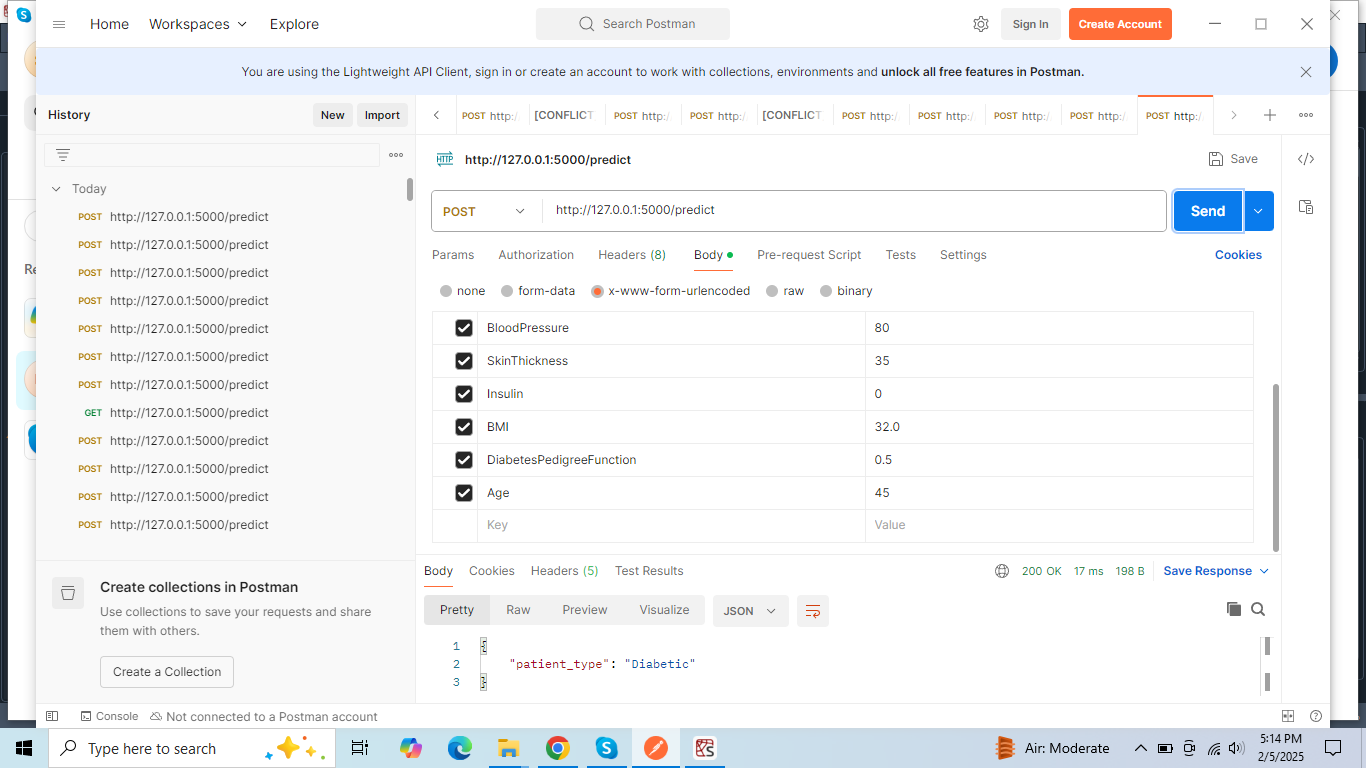 Home
Workspaces
Explore
Search Postman
Sign In
Create Account
You are using the Lightweight API Client, sign in or create an account to work with collections, environments and unlock all free features in Postman.
History
New
Import
POST http:/
[CONFLICT
POST http:/
POST http:/
[CONFLICT
POST http:/
POST http:/
POST http:/
POST http:/
POST http:/
Today
POST http://127.0.0.1:5000/predict
POST http://127.0.0.1:5000/predict
POST http://127.0.0.1:5000/predict
POST http://127.0.0.1:5000/predict
POST http://127.0.0.1:5000/predict
POST http://127.0.0.1:5000/predict
POST http://127.0.0.1:5000/predict
GET http://127.0.0.1:5000/predict
POST http://127.0.0.1:5000/predict
POST http://127.0.0.1:5000/predict
POST http://127.0.0.1:5000/predict
POST http://127.0.0.1:5000/predict
Create collections in Postman
Use collections to save your requests and share
them with others.
Create a Collection
HTTP http://127.0.0.1:5000/predict
Save
POST http://127.0.0.1:5000/predict
Send
Params Authorization Headers (8) Body Pre-request Script Tests Settings
Cookies
none form-data x-www-form-urlencoded raw binary
BloodPressure 80
SkinThickness 35
Insulin 0
BMI 32.0
DiabetesPedigreeFunction 0.5
Age 45
Key Value
Body Cookies Headers (5) Test Results
200 OK 17 ms 198 B Save Response
Pretty Raw Preview Visualize JSON
1 {
2 "patient_type": "Diabetic"
3 }
Console
Not connected to a Postman account
Type here to search
Air: Moderate
5:14 PM
2/5/2025